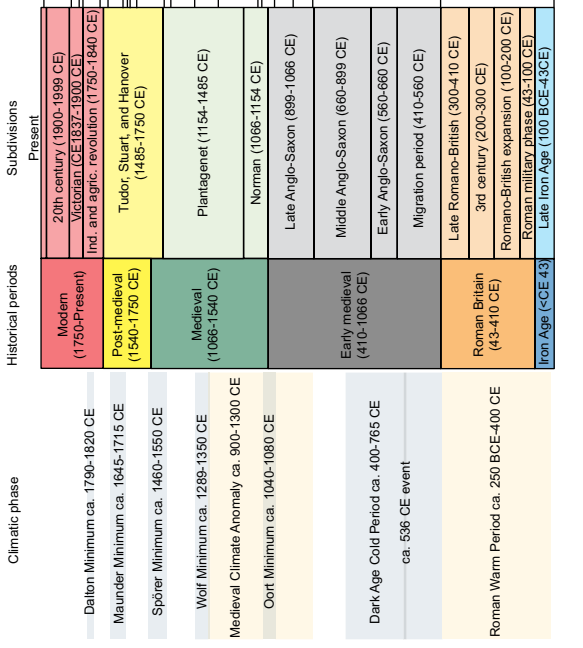 Climatic phase
Historical periods
Subdivisions
Present
20th century (1900-1999 CE)
Victorian (CE1837-1900 CE)
Ind. and agric. revolution (1750-1840 CE)
Tudor, Stuart, and Hanover
(1485-1750 CE)
Plantagenet (1154-1485 CE)
Norman (1066-1154 CE)
Late Anglo-Saxon (899-1066 CE)
Middle Anglo-Saxon (660-899 CE)
Early Anglo-Saxon (560-660 CE)
Migration period (410-560 CE)
Late Romano-British (300-410 CE)
3rd century (200-300 CE)
Romano-British expansion (100-200 CE)
Roman military phase (43-100 CE)
Late Iron Age (100 BCE-43CE)
Modern
(1750-Present)
Post-medieval
(1540-1750 CE)
Medieval
(1066-1540 CE)
Early medieval
(410-1066 CE)
Roman Britain
(43-410 CE)
Iron Age (<CE 43)
Dalton Minimum ca. 1790-1820 CE
Maunder Minimum ca. 1645-1715 CE
Spörer Minimum ca. 1460-1550 CE
Wolf Minimum ca. 1289-1350 CE
Medieval Climate Anomaly ca. 900-1300 CE
Oort Minimum ca. 1040-1080 CE
Dark Age Cold Period ca. 400-765 CE
ca. 536 CE event
Roman Warm Period ca. 250 BCE-400 CE